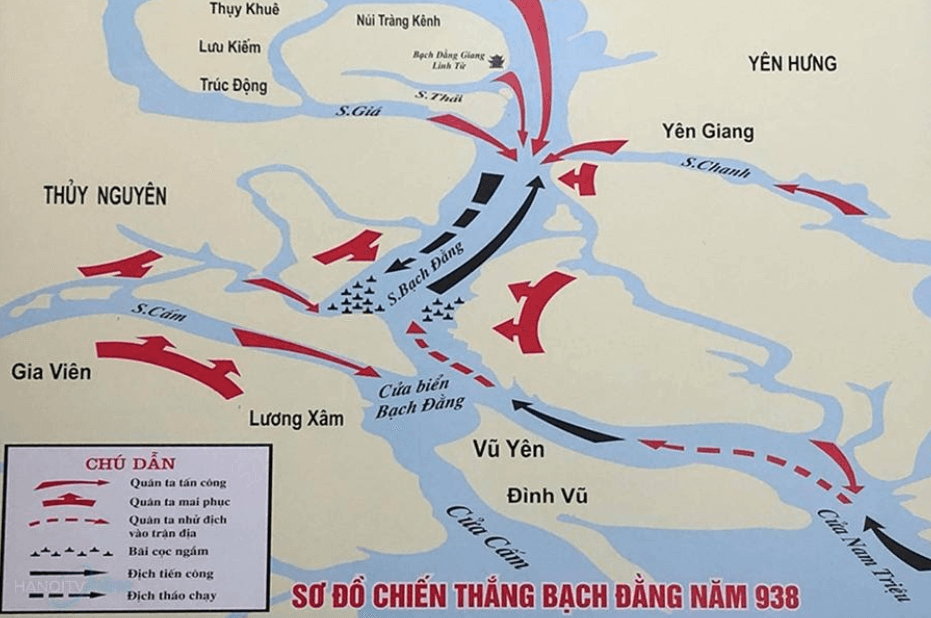 Thụy Khuê
Núi Tràng Kênh
Lưu Kiếm
Bạch Đằng Giang
Linh Từ
YÊN HƯNG
Trúc Động
S.Thái
S.Giá
Yên Giang
S.Chanh
THỦY NGUYÊN
S.Bạch Đằng
S.Cấm
Gia Viên
Cửa biển
Bạch Đằng
Lương Xâm
Vũ Yên
Đình Vũ
Cửa Cấm
Cửa Nam Triệu
CHÚ DẪN
Quân ta tấn công
Quân ta mai phục
Quân ta nhử địch
vào trận địa
Bãi cọc ngầm
Địch tiến công
Địch tháo chạy
HANOITV
SƠ ĐỒ CHIẾN THẮNG BẠCH ĐẰNG NĂM 938